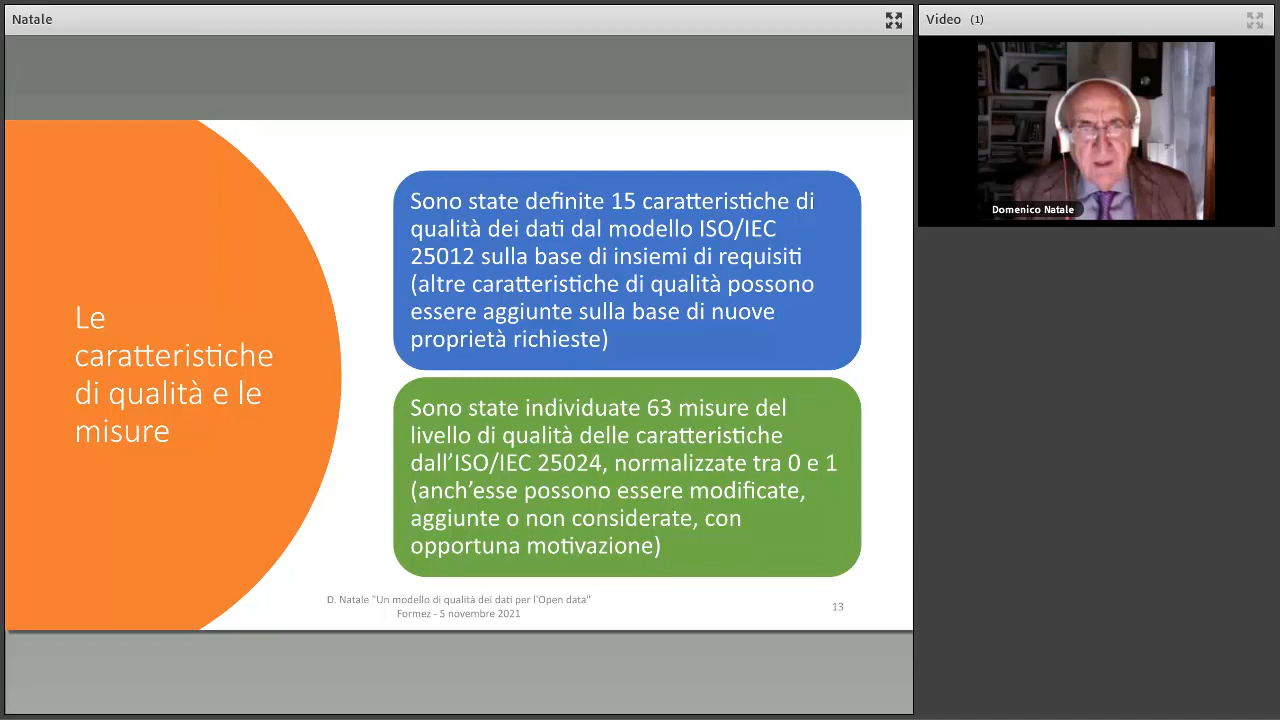 Natale
Video (1)
Domenico Natale
Le
caratteristiche
di qualità e le
misure
Sono state definite 15 caratteristiche di
qualità dei dati dal modello ISO/IEC
25012 sulla base di insiemi di requisiti
(altre caratteristiche di qualità possono
essere aggiunte sulla base di nuove
proprietà richieste)
Sono state individuate 63 misure del
livello di qualità delle caratteristiche
dall'ISO/IEC 25024, normalizzate tra 0 e 1
(anch'esse possono essere modificate,
aggiunte o non considerate, con
opportuna motivazione)
D. Natale "Un modello di qualità dei dati per l'Open data"
Formez - 5 novembre 2021
13